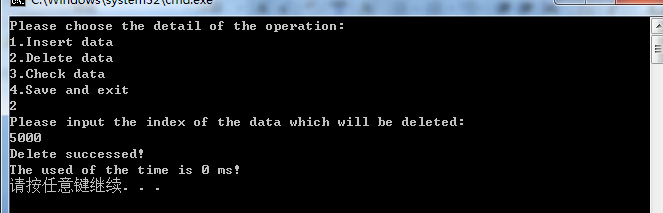 C:\Windows\system32\cmd.exe
Please choose the detail of the operation:
1.Insert data
2.Delete data
3.Check data
4.Save and exit
2
Please input the index of the data which will be deleted:
5000
Delete successed!
The used of the time is 0 ms!
请按任意键继续. . .